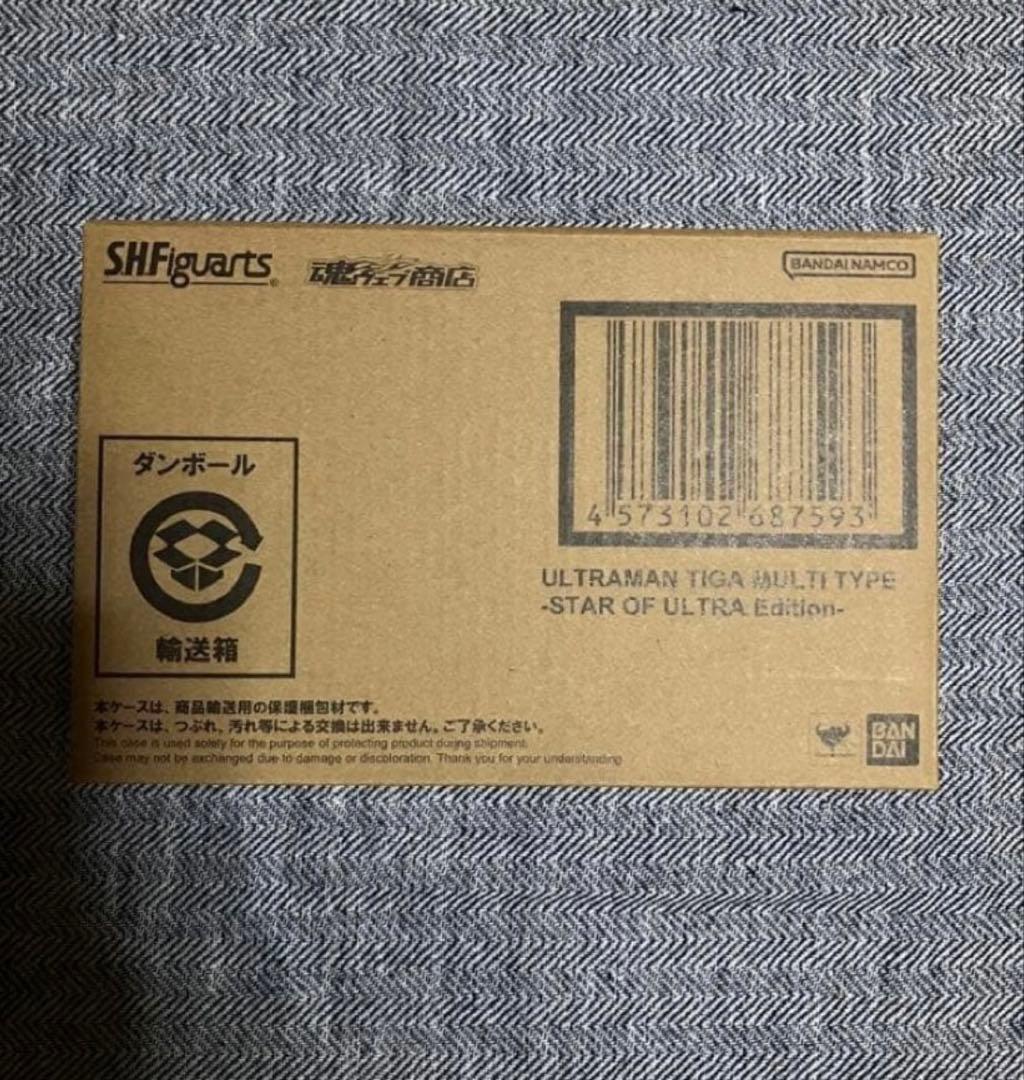 S.H.Figuarts
魂ウェブ商店
BANDAI NAMCO
4 573102 687593
ULTRAMAN TIGA MULTI TYPE
-STAR OF ULTRA Edition-
ダンボール
輸送箱
本ケースは、商品輸送用の保護梱包材です。
本ケースは、つぶれ、汚れ等による交換は出来ません。ご了承ください。
This case is used solely for the purpose of protecting product during shipment.
Case may not be exchanged due to damage or discoloration. Thank you for your understanding.
BAN
DAI